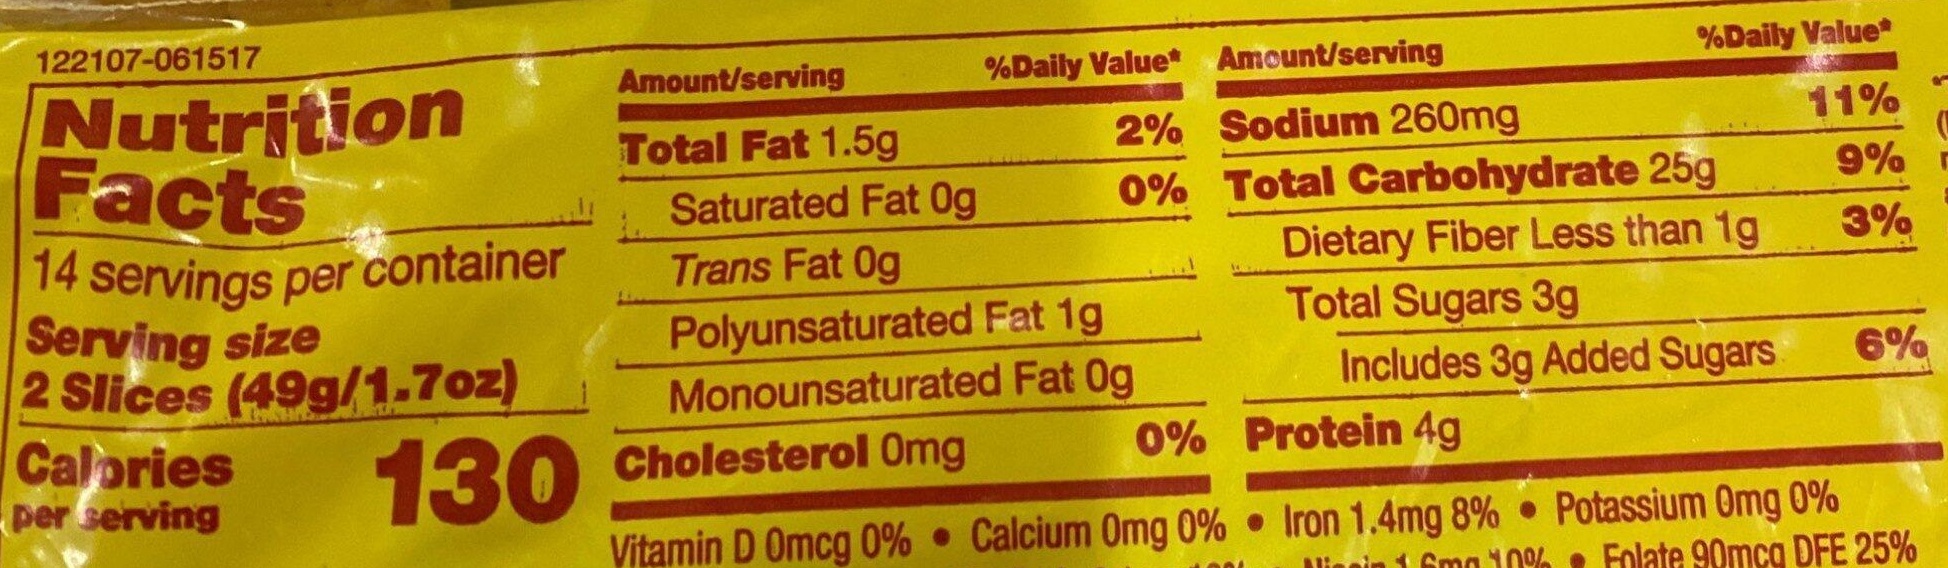 122107-061517
Nutrition
Facts
14 servings per container
Serving size
2 Slices (49g/1.7oz)
Calories
per serving
130
Amount/serving %Daily Value*
Total Fat 1.5g 2%
Saturated Fat 0g 0%
Trans Fat 0g
Polyunsaturated Fat 1g
Monounsaturated Fat 0g
Cholesterol 0mg 0%
Amount/serving %Daily Value*
Sodium 260mg 11%
Total Carbohydrate 25g 9%
Dietary Fiber Less than 1g 3%
Total Sugars 3g
Includes 3g Added Sugars 6%
Protein 4g
Vitamin D 0mcg 0% • Calcium 0mg 0% • Iron 1.4mg 8% • Potassium 0mg 0%
Niacin 1.6mg 10% • Folate 90mcg DFE 25%